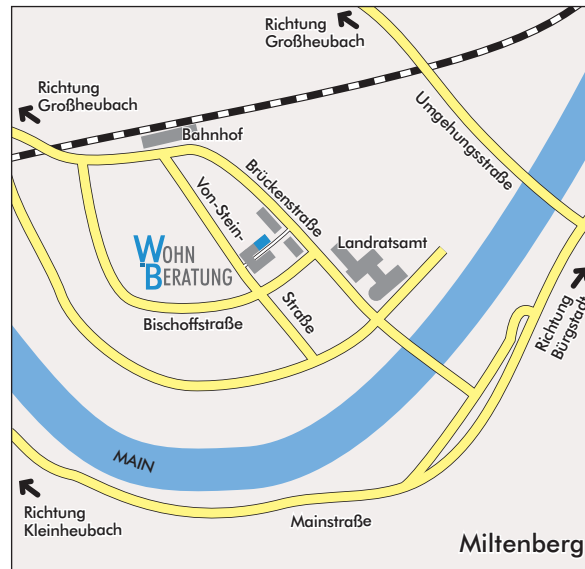 Richtung
Großheubach
Richtung
Großheubach
Umgehungsstraße
Bahnhof
Brückenstraße
Von-Stein-
Straße
Landratsamt
WOHN
BERATUNG
Bischoffstraße
Richtung
Bürgstadt
MAIN
Richtung
Kleinheubach
Mainstraße
Miltenberg